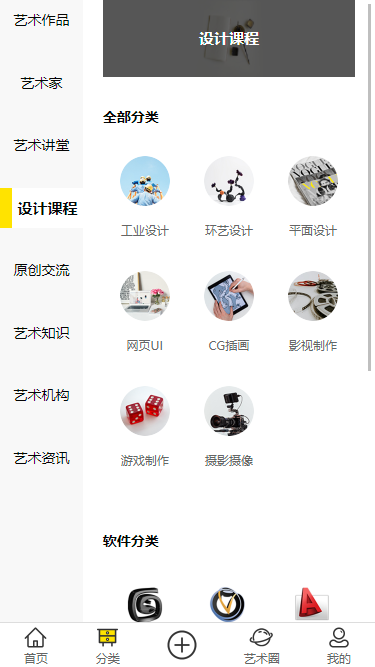 艺术作品
艺术家
艺术讲堂
设计课程
原创交流
艺术知识
艺术机构
艺术资讯
设计课程
全部分类
工业设计
环艺设计
平面设计
网页UI
CG插画
影视制作
游戏制作
摄影摄像
软件分类
首页
分类
艺术圈
我的